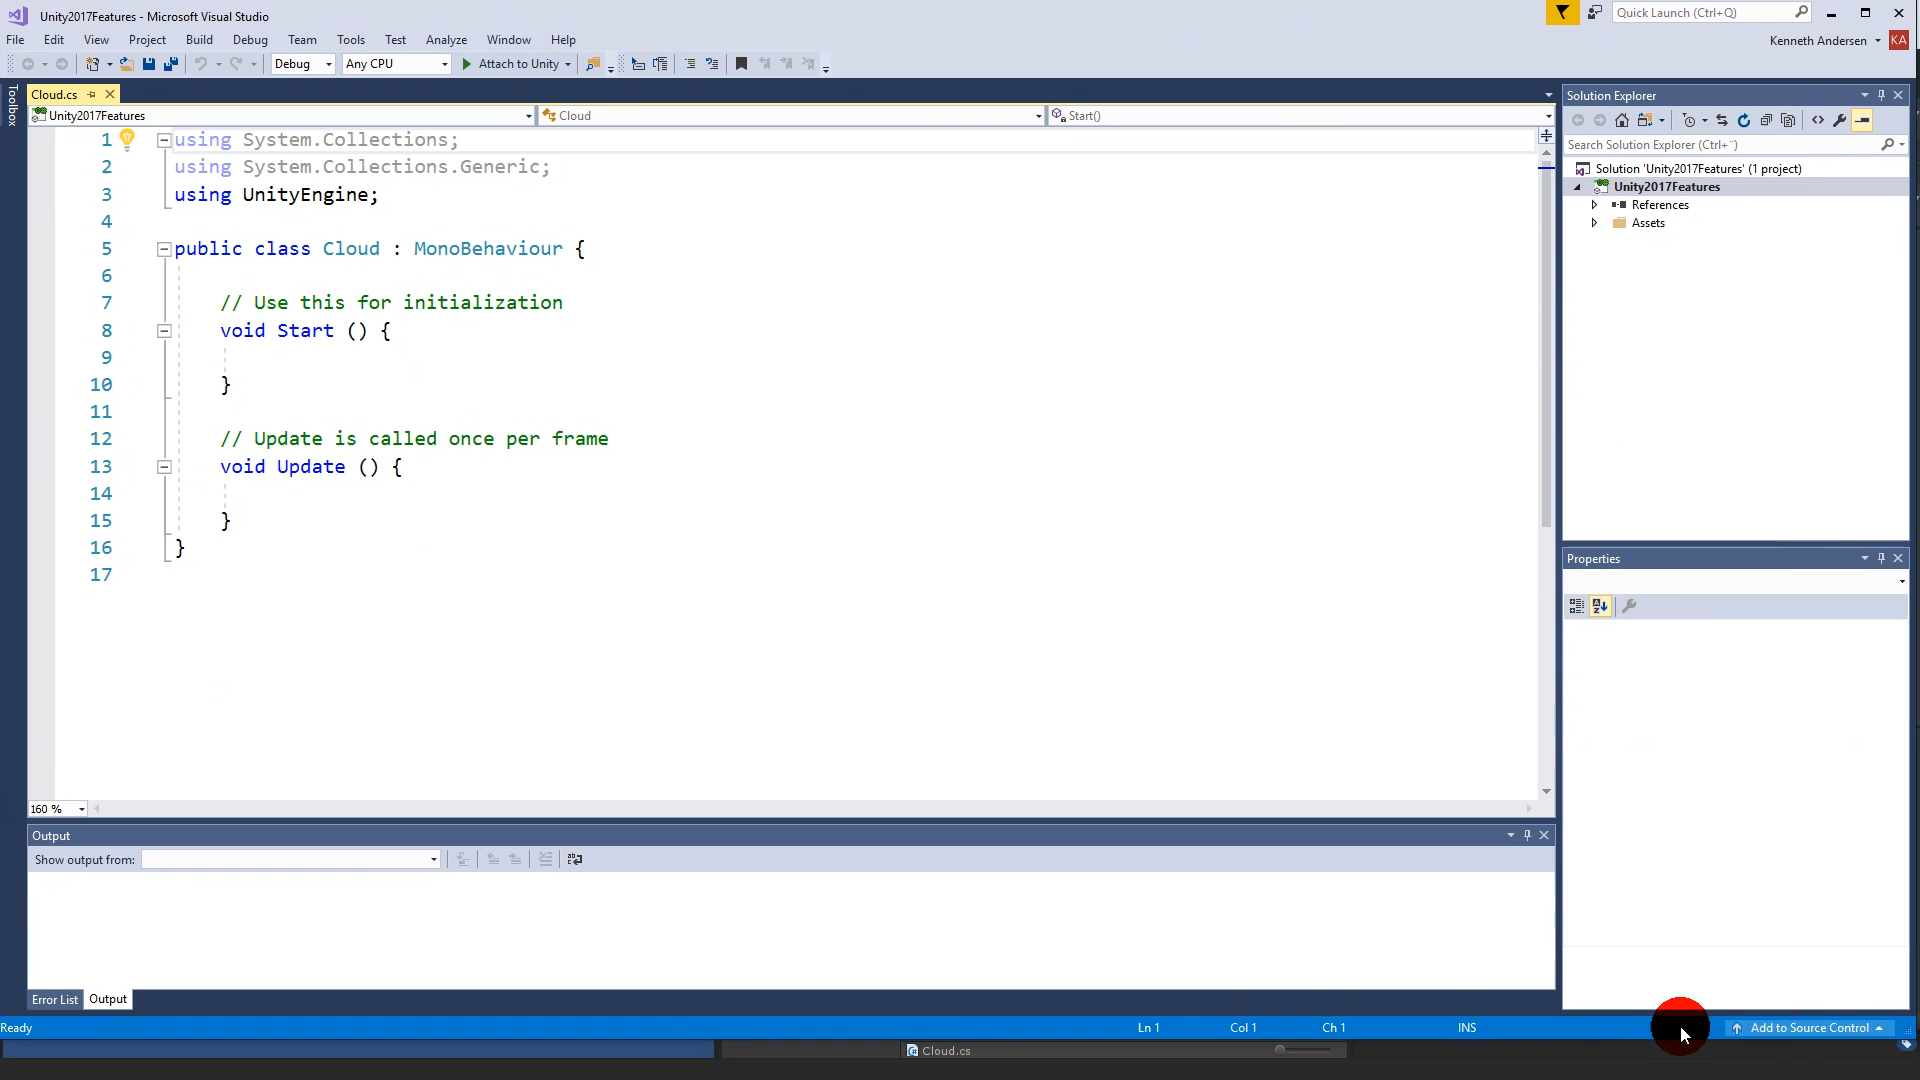 Unity2017Features - Microsoft Visual Studio
Quick Launch (Ctrl+Q)
File Edit View Project Build Debug Team Tools Test Analyze Window Help
Kenneth Andersen KA
Debug Any CPU Attach to Unity
Toolbox
Cloud.cs
Unity2017Features Cloud Start()
1 using System.Collections;
2 using System.Collections.Generic;
3 using UnityEngine;
4
5 public class Cloud : MonoBehaviour {
6
7 // Use this for initialization
8 void Start () {
9
10 }
11
12 // Update is called once per frame
13 void Update () {
14
15 }
16 }
17
160 %
Output
Show output from:
Error List Output
Solution Explorer
Search Solution Explorer (Ctrl+¨)
Solution 'Unity2017Features' (1 project)
Unity2017Features
References
Assets
Properties
Ready Ln 1 Col 1 Ch 1 INS Add to Source Control
Cloud.cs